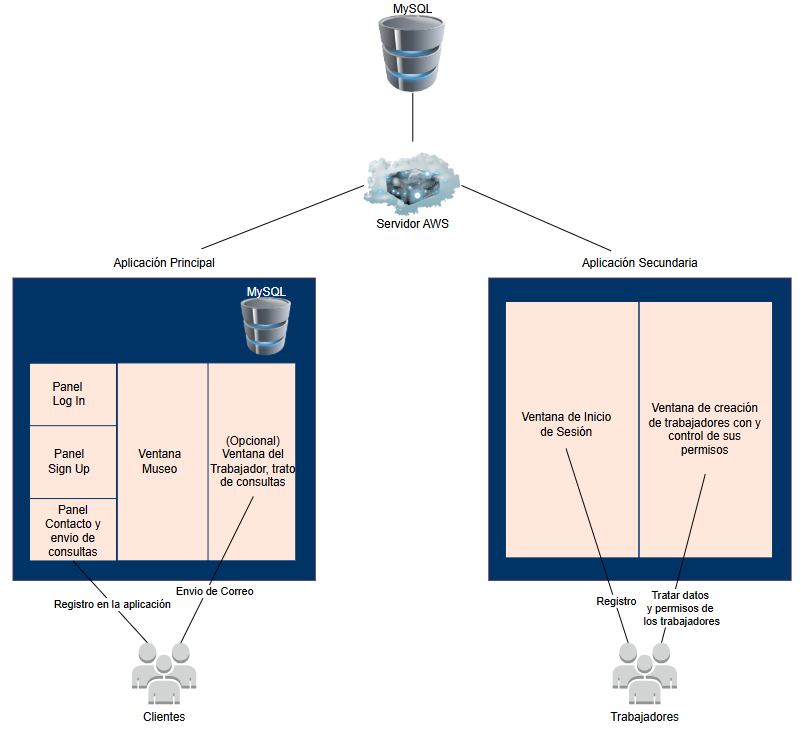 MySQL
Servidor AWS
Aplicación Principal
Aplicación Secundaria
MySQL
Panel
Log In
Panel
Sign Up
Panel
Contacto y
envio de
consultas
Ventana
Museo
(Opcional)
Ventana del
Trabajador, trato
de consultas
Ventana de Inicio
de Sesión
Ventana de creación
de trabajadores con y
control de sus
permisos
Registro en la aplicación
Envio de Correo
Registro
Tratar datos
y permisos de
los trabajadores
Clientes
Trabajadores